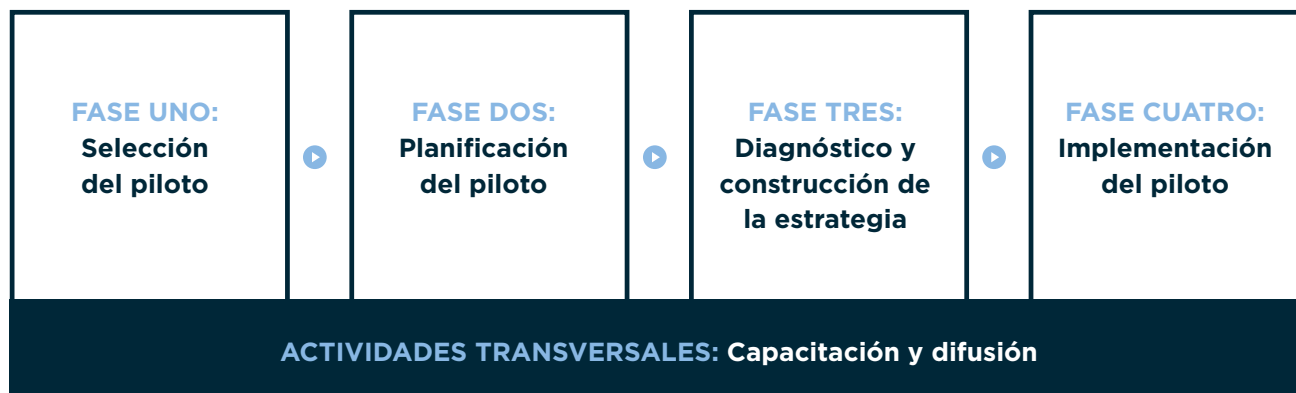 FASE UNO:
Selección
del piloto
FASE DOS:
Planificación
del piloto
FASE TRES:
Diagnóstico y
construcción de
la estrategia
FASE CUATRO:
Implementación
del piloto
ACTIVIDADES TRANSVERSALES: Capacitación y difusión